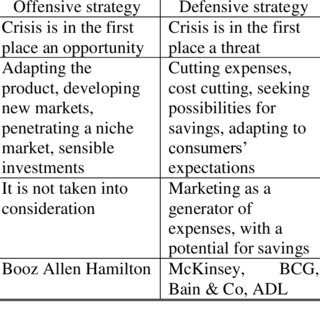 Offensive strategy
Defensive strategy
Crisis is in the first
place an opportunity
Crisis is in the first
place a threat
Adapting the
product, developing
new markets,
penetrating a niche
market, sensible
investments
Cutting expenses,
cost cutting, seeking
possibilities for
savings, adapting to
consumers’
expectations
It is not taken into
consideration
Marketing as a
generator of
expenses, with a
potential for savings
Booz Allen Hamilton
McKinsey, BCG,
Bain & Co, ADL